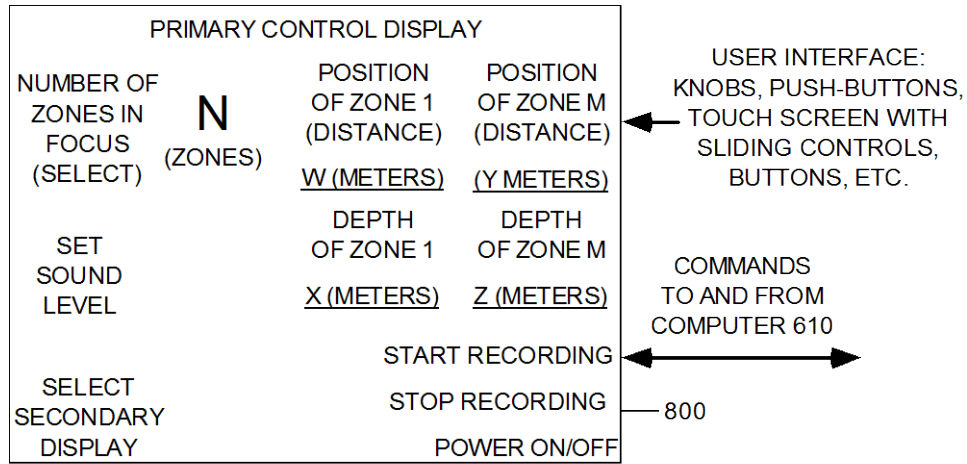 PRIMARY CONTROL DISPLAY
NUMBER OF
ZONES IN
FOCUS
(SELECT)
N
(ZONES)
POSITION
OF ZONE 1
(DISTANCE)
W (METERS)
POSITION
OF ZONE M
(DISTANCE)
(Y METERS)
USER INTERFACE:
KNOBS, PUSH-BUTTONS,
TOUCH SCREEN WITH
SLIDING CONTROLS,
BUTTONS, ETC.
SET
SOUND
LEVEL
DEPTH
OF ZONE 1
X (METERS)
DEPTH
OF ZONE M
Z (METERS)
COMMANDS
TO AND FROM
COMPUTER 610
START RECORDING
SELECT
SECONDARY
DISPLAY
STOP RECORDING
800
POWER ON/OFF